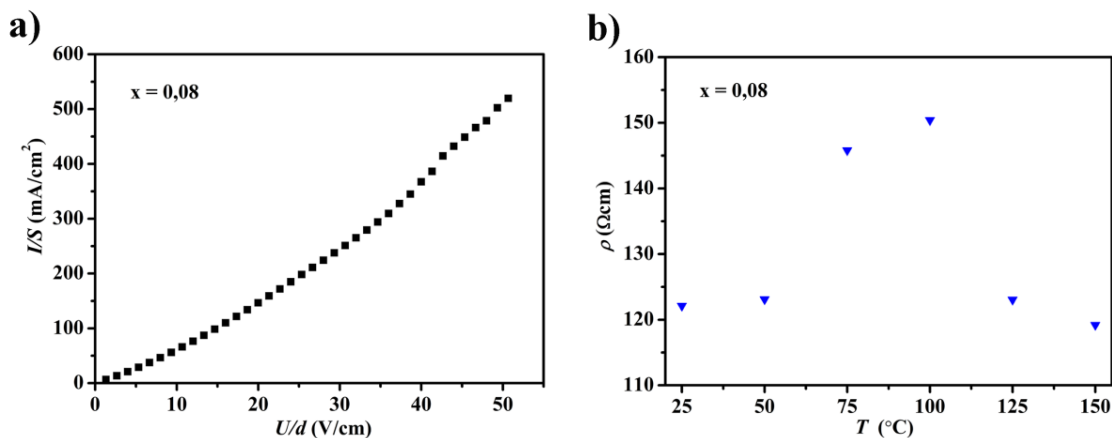 a)
600
500
400
300
200
100
0
I/S (mA/cm²)
x = 0,08
0 10 20 30 40 50
U/d (V/cm)
b)
160
150
140
130
120
110
ρ (Ωcm)
x = 0,08
25 50 75 100 125 150
T (°C)